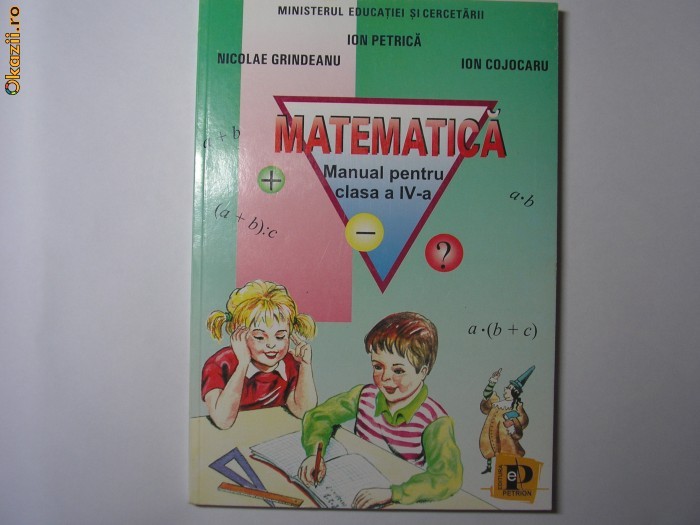 Okazii.ro
MINISTERUL EDUCAȚIEI ȘI CERCETĂRII
ION PETRICĂ
NICOLAE GRINDEANU
ION COJOCARU
MATEMATICĂ
Manual pentru
clasa a IV-a
a + b
+
(a + b):c
−
?
a•b
a•(b + c)
EDITURA
eP
PETRION